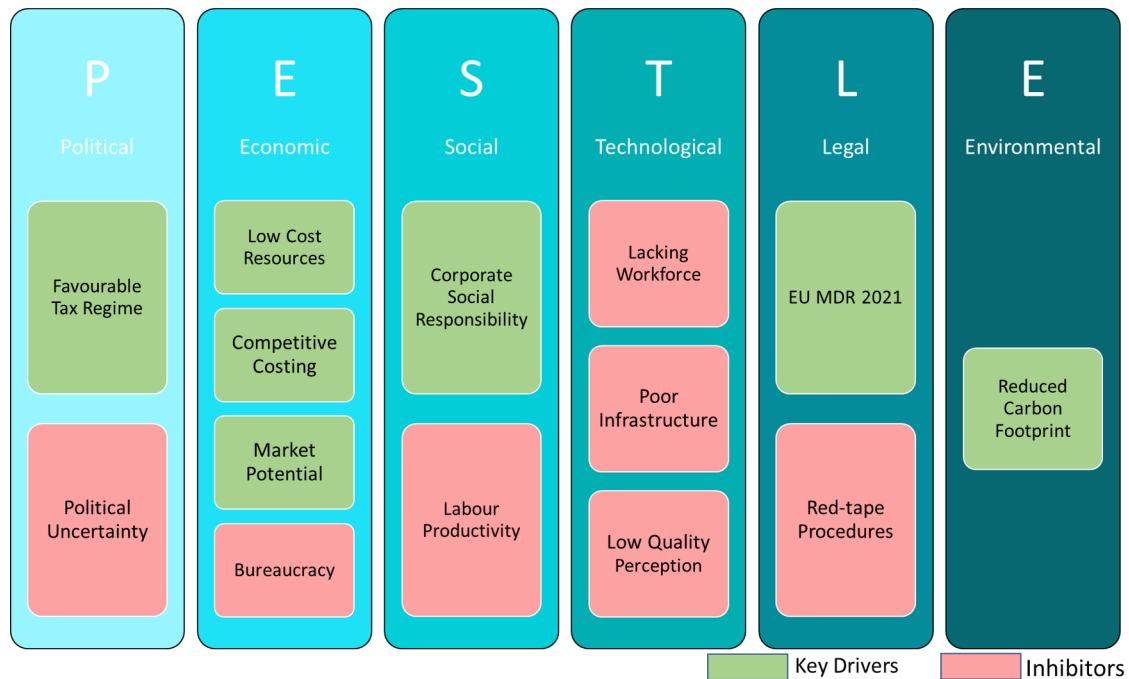 P
Political
Favourable
Tax Regime
Political
Uncertainty
E
Economic
Low Cost
Resources
Competitive
Costing
Market
Potential
Bureaucracy
S
Social
Corporate
Social
Responsibility
Labour
Productivity
T
Technological
Lacking
Workforce
Poor
Infrastructure
Low Quality
Perception
L
Legal
EU MDR 2021
Red-tape
Procedures
E
Environmental
Reduced
Carbon
Footprint
Key Drivers
Inhibitors